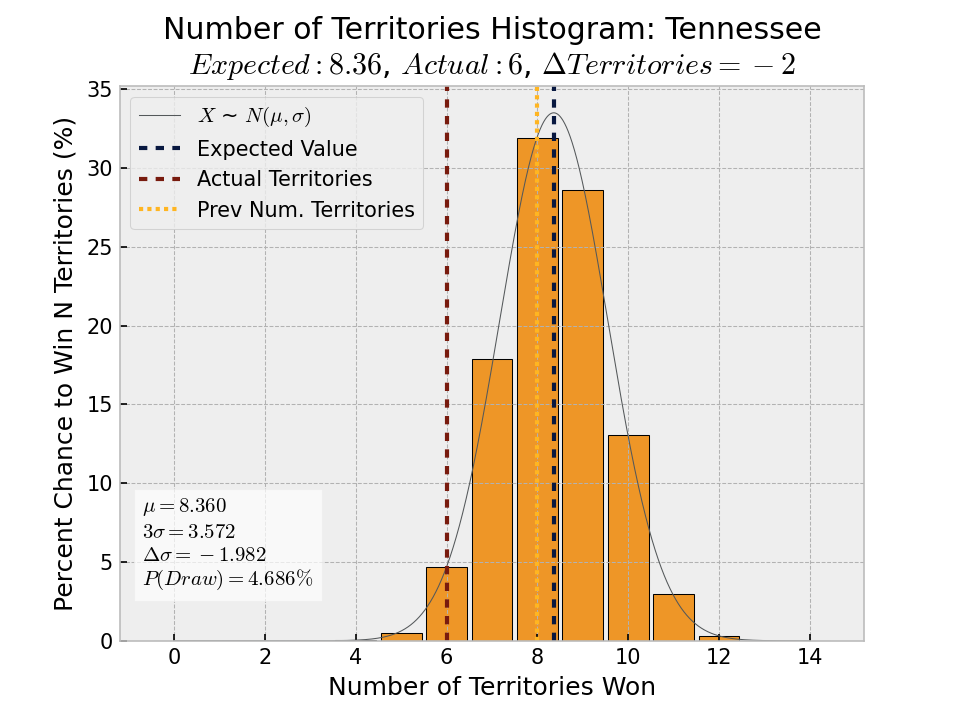 Number of Territories Histogram: Tennessee
Expected : 8.36, Actual : 6, ΔTerritories = −2
Percent Chance to Win N Territories (%)
35
30
25
20
15
10
5
0
X ∼ N(μ, σ)
Expected Value
Actual Territories
Prev Num. Territories
μ = 8.360
3σ = 3.572
Δσ = −1.982
P(Draw) = 4.686%
0 2 4 6 8 10 12 14
Number of Territories Won